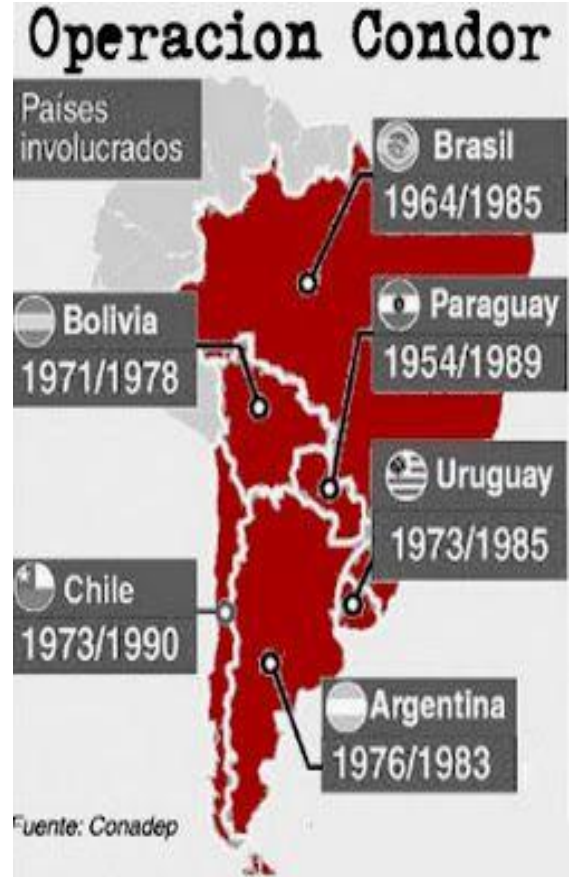 Operacion Condor
Países
involucrados
Brasil
1964/1985
Paraguay
1954/1989
Bolivia
1971/1978
Uruguay
1973/1985
Chile
1973/1990
Argentina
1976/1983
Fuente: Conadep